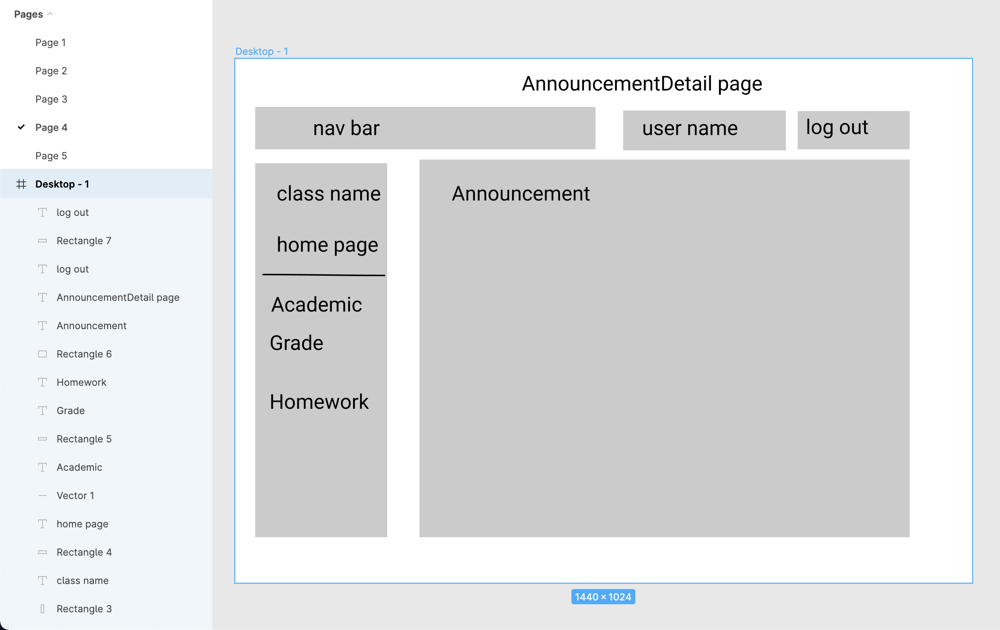 Pages
Page 1
Page 2
Page 3
Page 4
Page 5
Desktop - 1
log out
Rectangle 7
log out
AnnouncementDetail page
Announcement
Rectangle 6
Homework
Grade
Rectangle 5
Academic
Vector 1
home page
Rectangle 4
class name
Rectangle 3
Desktop - 1
AnnouncementDetail page
nav bar
user name
log out
class name
home page
Academic
Grade
Homework
Announcement
1440 × 1024